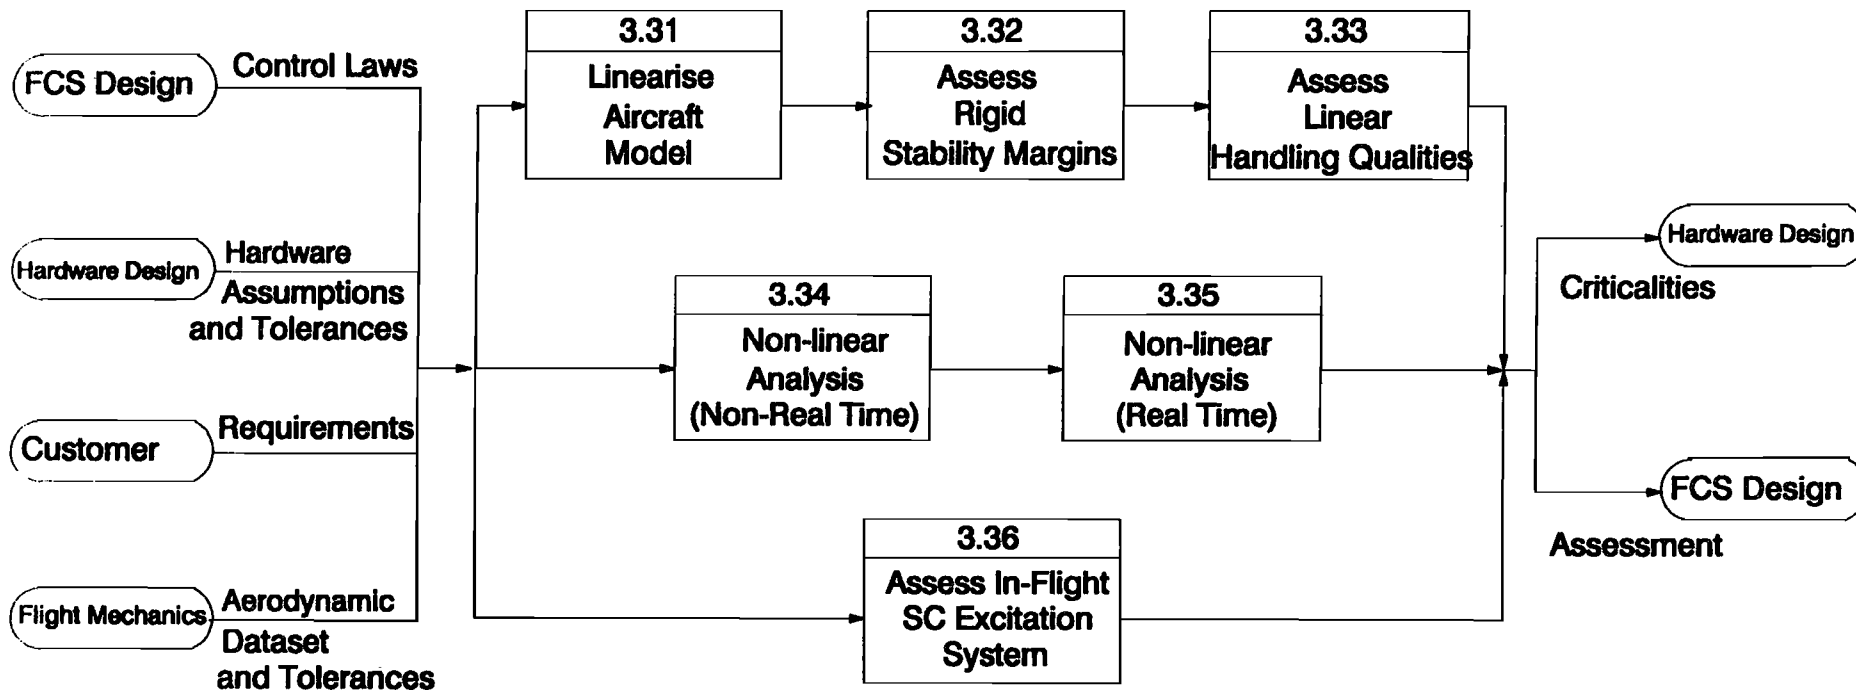 FCS Design
Control Laws
Hardware Design
Hardware
Assumptions
and Tolerances
Customer
Requirements
Flight Mechanics
Aerodynamic
Dataset
and Tolerances
3.31
Linearise
Aircraft
Model
3.32
Assess
Rigid
Stability Margins
3.33
Assess
Linear
Handling Qualities
3.34
Non-linear
Analysis
(Non-Real Time)
3.35
Non-linear
Analysis
(Real Time)
3.36
Assess In-Flight
SC Excitation
System
Hardware Design
Criticalities
FCS Design
Assessment